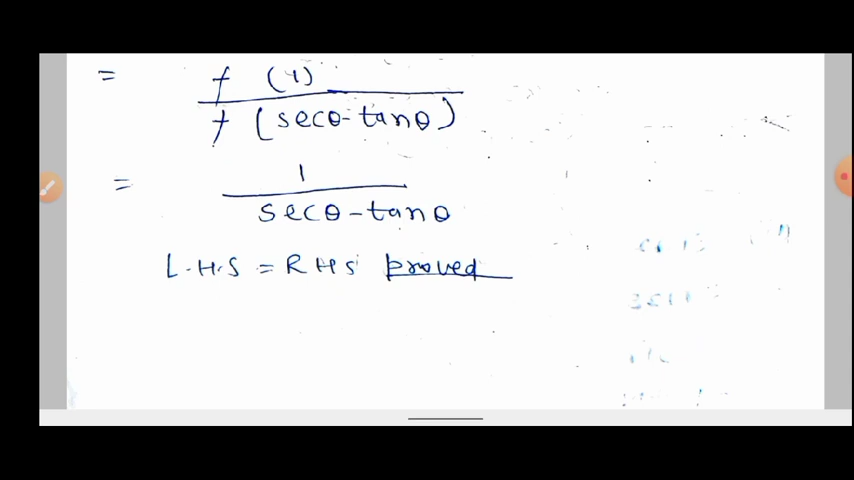 = + (1)
+ (secθ-tanθ)
= 1
secθ-tanθ
L.H.S = RHS proved